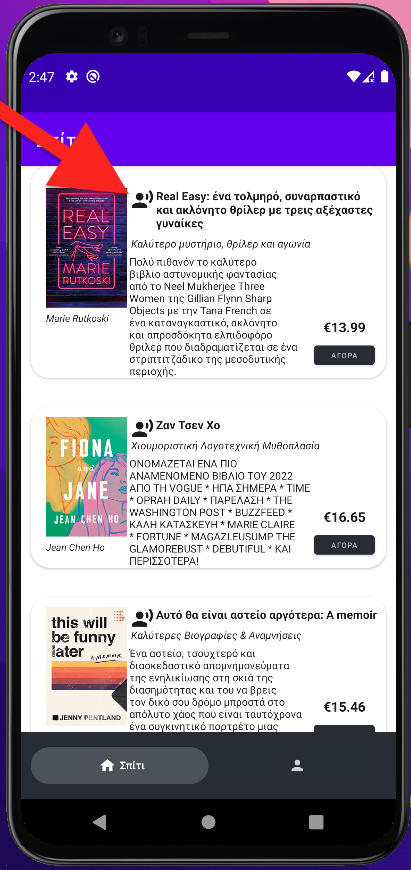 2:47
REAL
EASY
MARIE
RUTKOSKI
Real Easy: ένα τολμηρό, συναρπαστικό
και ακλόνητο θρίλερ με τρεις αξέχαστες
γυναίκες
Καλύτερο μυστήριο, θρίλερ και αγωνία
Πολύ πιθανόν το καλύτερο
βιβλίο αστυνομικής φαντασίας
από το Neel Mukherjee Three
Women της Gillian Flynn Sharp
Objects με την Tana French σε
ένα καταναγκαστικό, ακλόνητο
και απροσδόκητα ελπιδοφόρο
θρίλερ που διαδραματίζεται σε ένα
στριπτιτζάδικο της μεσοδυτικής
περιοχής.
Marie Rutkoski
€13.99
ΑΓΟΡΑ
FIONA
and
JANE
JEAN CHEN HO
Ζαν Τσεν Χο
Χιουμοριστική Λογοτεχνική Μυθοπλασία
ΟΝΟΜΑΖΕΤΑΙ ΕΝΑ ΠΙΟ
ΑΝΑΜΕΝΟΜΕΝΟ ΒΙΒΛΙΟ ΤΟΥ 2022
ΑΠΟ ΤΗ VOGUE * ΗΠΑ ΣΗΜΕΡΑ * TIME
* OPRAH DAILY * ΠΑΡΕΛΑΣΗ * THE
WASHINGTON POST * BUZZFEED *
ΚΑΛΗ ΚΑΤΑΣΚΕΥΗ * MARIE CLAIRE
* FORTUNE * MAGAZLEUSUMP THE
GLAMOREBUST * DEBUTIFUL * ΚΑΙ
ΠΕΡΙΣΣΟΤΕΡΑ!
Jean Chen Ho
€16.65
ΑΓΟΡΑ
this will
be funny
later
a memoir
JENNY PENTLAND
Αυτό θα είναι αστείο αργότερα: A memoir
Καλύτερες Βιογραφίες & Αναμνήσεις
Ένα αστείο, τσουχτερό και
διασκεδαστικό απομνημονεύματα
της ενηλικίωσης στη σκιά της
διασημότητας και του να βρεις
τον δικό σου δρόμο μπροστά στο
απόλυτο χάος που είναι ταυτόχρονα
ένα συγκινητικό πορτρέτο μιας
€15.46
Σπίτι